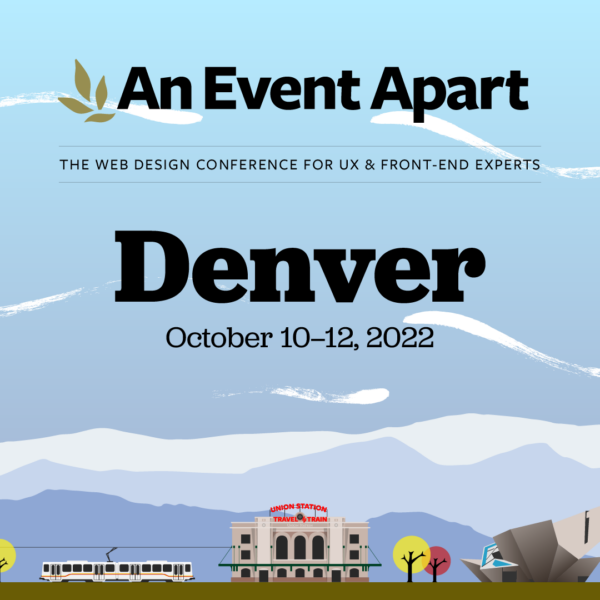 An Event Apart
THE WEB DESIGN CONFERENCE FOR UX & FRONT-END EXPERTS
Denver
October 10–12, 2022
UNION STATION
TRAVEL TRAIN